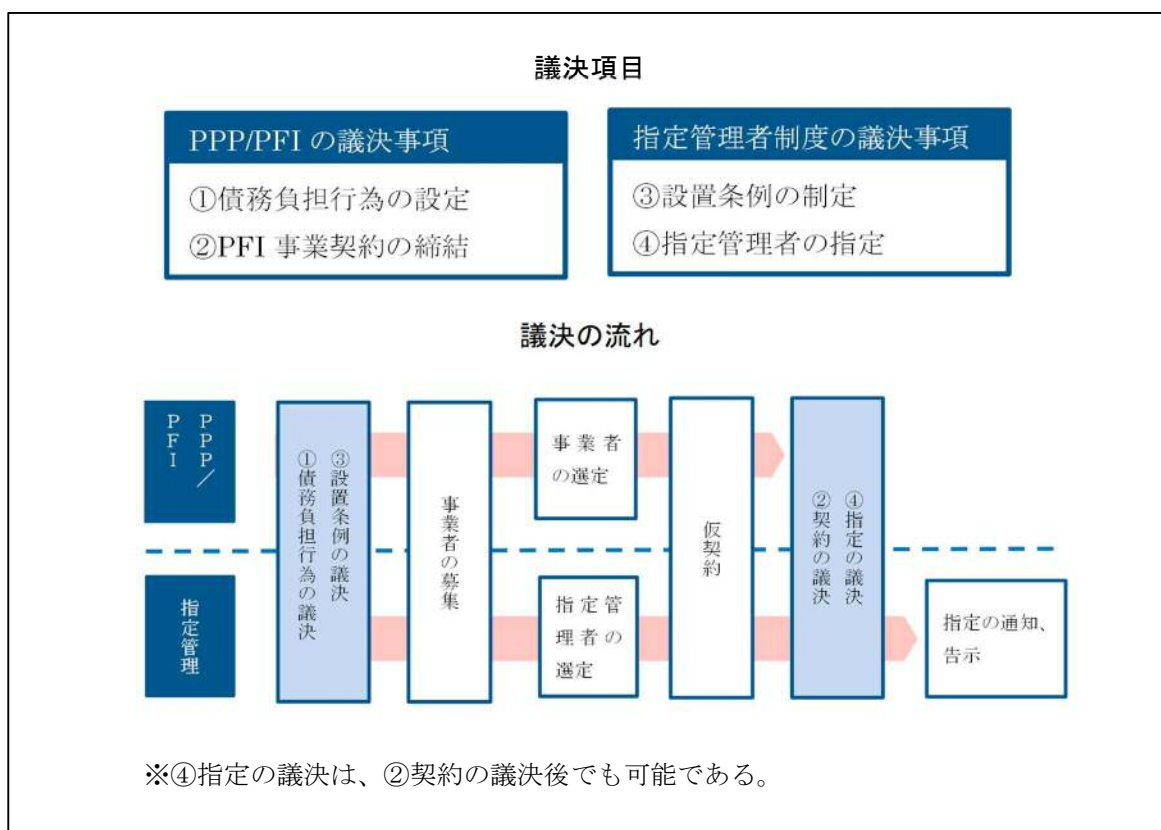 議決項目
PPP/PFI の議決事項
①債務負担行為の設定
②PFI 事業契約の締結
指定管理者制度の議決事項
③設置条例の制定
④指定管理者の指定
議決の流れ
PPP/
PFI
③設置条例の議決
①債務負担行為の議決
事業者の募集
事業者
の選定
仮契約
④指定の議決
②契約の議決
指定管理
指定管
理者の
選定
指定の通知、
告示
※④指定の議決は、②契約の議決後でも可能である。